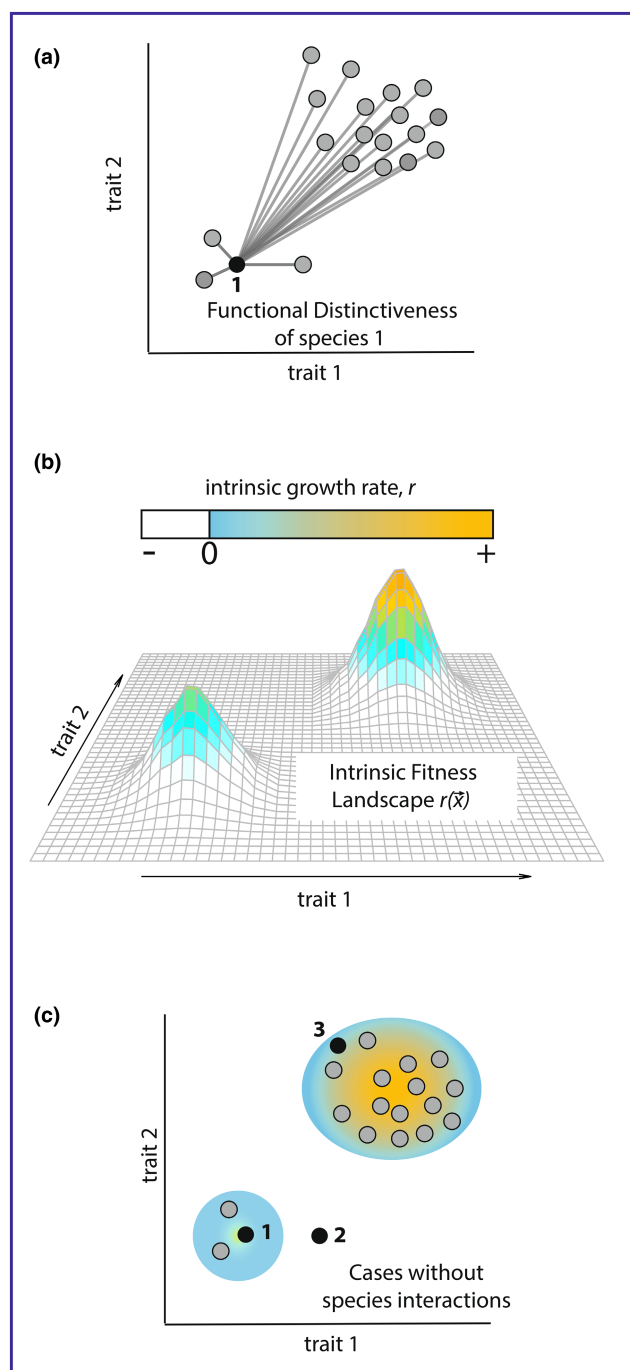 (a)
trait 2
1
Functional Distinctiveness
of species 1
trait 1
(b)
intrinsic growth rate, r
- 0 +
trait 2
Intrinsic Fitness
Landscape r(x⃗)
trait 1
(c)
3
trait 2
1
2
Cases without
species interactions
trait 1